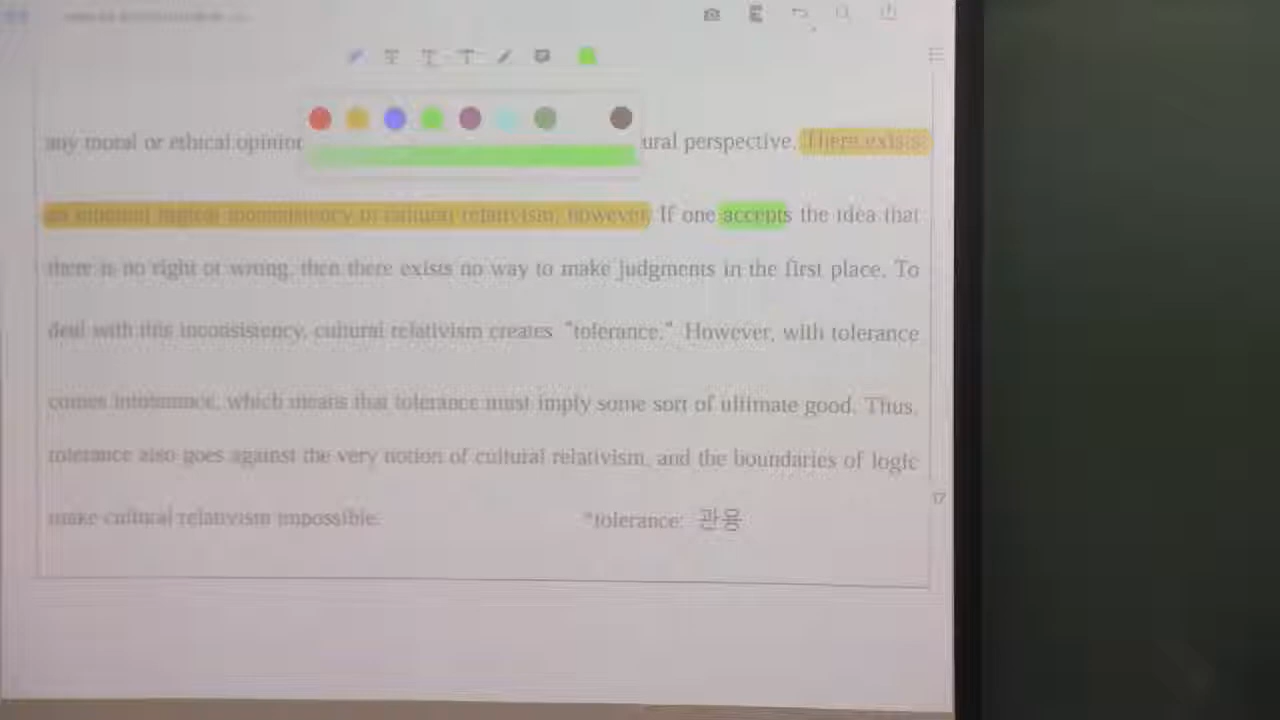 any moral or ethical opinion ural perspective. There exists
an inherent logical inconsistency of cultural relativism, however. If one accepts the idea that
there is no right or wrong, then there exists no way to make judgments in the first place. To
deal with this inconsistency, cultural relativism creates "tolerance." However, with tolerance
comes intolerance, which means that tolerance must imply some sort of ultimate good. Thus,
tolerance also goes against the very notion of cultural relativism, and the boundaries of logic
make cultural relativism impossible.
*tolerance: 관용
17